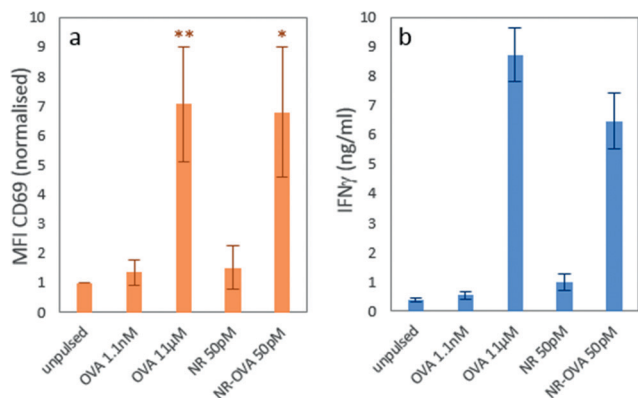 a
MFI CD69 (normalised)
10
9
8
7
6
5
4
3
2
1
0
** *
unpulsed
OVA 1.1nM
OVA 11µM
NR 50pM
NR-OVA 50pM
b
IFNγ (ng/ml)
10
9
8
7
6
5
4
3
2
1
0
unpulsed
OVA 1.1nM
OVA 11µM
NR 50pM
NR-OVA 50pM